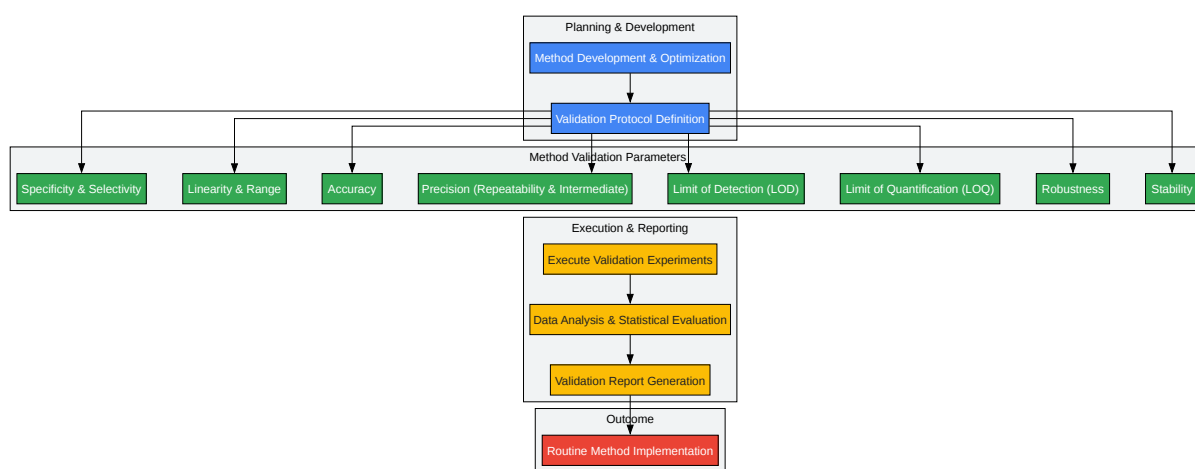 Planning & Development
Method Development & Optimization
Validation Protocol Definition
Method Validation Parameters
Specificity & Selectivity
Linearity & Range
Accuracy
Precision (Repeatability & Intermediate)
Limit of Detection (LOD)
Limit of Quantification (LOQ)
Robustness
Stability
Execution & Reporting
Execute Validation Experiments
Data Analysis & Statistical Evaluation
Validation Report Generation
Outcome
Routine Method Implementation